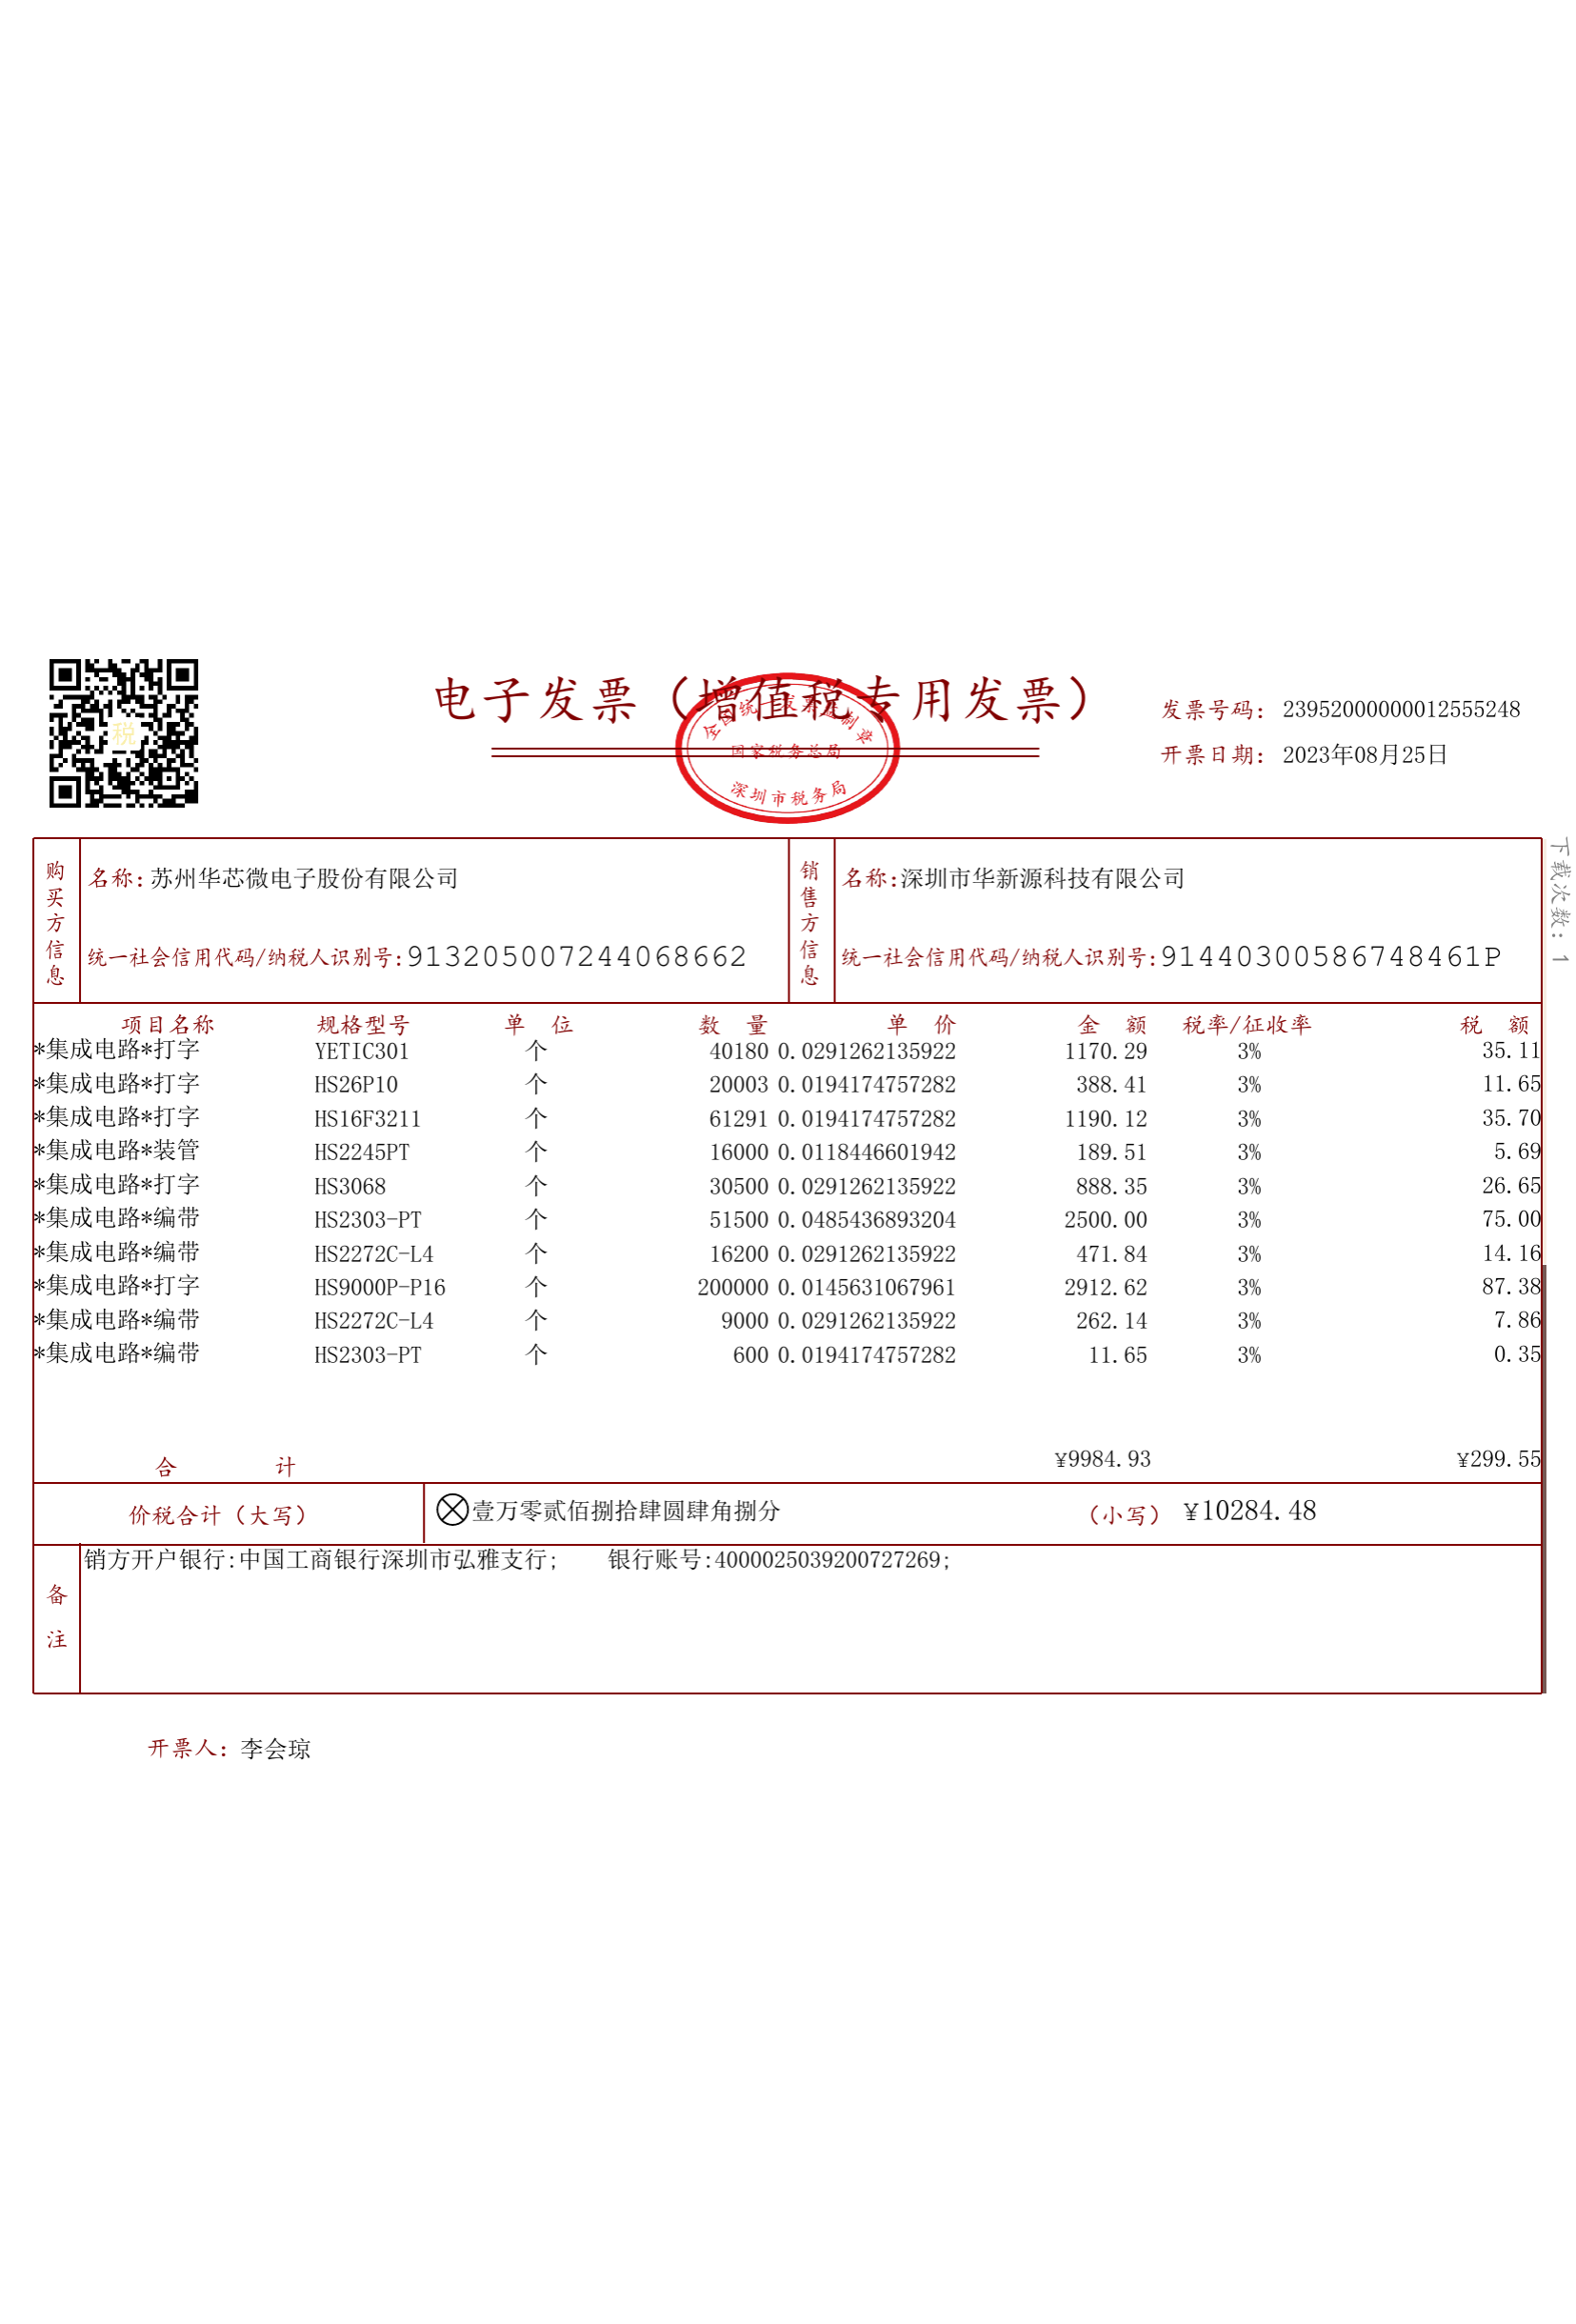 电子发票（增值税专用发票）
全国统一发票监制章
国家税务总局
深圳市税务局
税
发票号码：23952000000012555248
开票日期：2023年08月25日
下载次数：1
购买方信息
名称：苏州华芯微电子股份有限公司
统一社会信用代码/纳税人识别号：913205007244068662
销售方信息
名称：深圳市华新源科技有限公司
统一社会信用代码/纳税人识别号：91440300586748461P
项目名称 规格型号 单位 数量 单价 金额 税率/征收率 税额
*集成电路*打字 YETIC301 个 40180 0.0291262135922 1170.29 3% 35.11
*集成电路*打字 HS26P10 个 20003 0.0194174757282 388.41 3% 11.65
*集成电路*打字 HS16F3211 个 61291 0.0194174757282 1190.12 3% 35.70
*集成电路*装管 HS2245PT 个 16000 0.0118446601942 189.51 3% 5.69
*集成电路*打字 HS3068 个 30500 0.0291262135922 888.35 3% 26.65
*集成电路*编带 HS2303-PT 个 51500 0.0485436893204 2500.00 3% 75.00
*集成电路*编带 HS2272C-L4 个 16200 0.0291262135922 471.84 3% 14.16
*集成电路*打字 HS9000P-P16 个 200000 0.0145631067961 2912.62 3% 87.38
*集成电路*编带 HS2272C-L4 个 9000 0.0291262135922 262.14 3% 7.86
*集成电路*编带 HS2303-PT 个 600 0.0194174757282 11.65 3% 0.35
合计 ¥9984.93 ¥299.55
价税合计（大写） 壹万零贰佰捌拾肆圆肆角捌分 （小写） ¥10284.48
备注
销方开户银行:中国工商银行深圳市弘雅支行; 银行账号:4000025039200727269;
开票人：李会琼